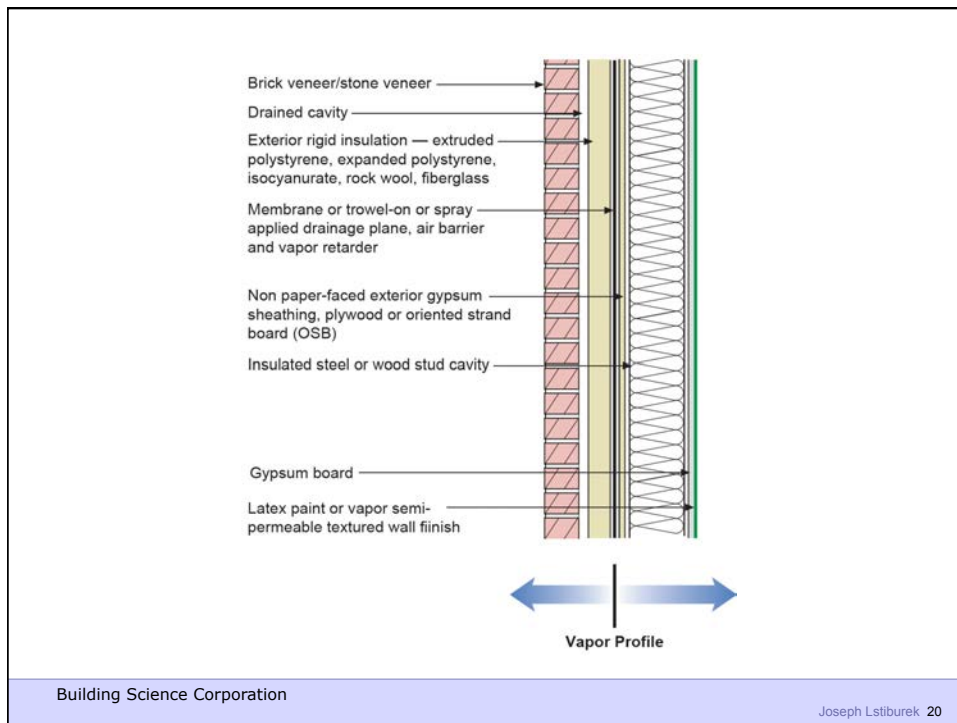 Brick veneer/stone veneer
Drained cavity
Exterior rigid insulation — extruded
polystyrene, expanded polystyrene,
isocyanurate, rock wool, fiberglass
Membrane or trowel-on or spray
applied drainage plane, air barrier
and vapor retarder
Non paper-faced exterior gypsum
sheathing, plywood or oriented strand
board (OSB)
Insulated steel or wood stud cavity
Gypsum board
Latex paint or vapor semi-
permeable textured wall fiinish
Vapor Profile
Building Science Corporation
Joseph Lstiburek 20